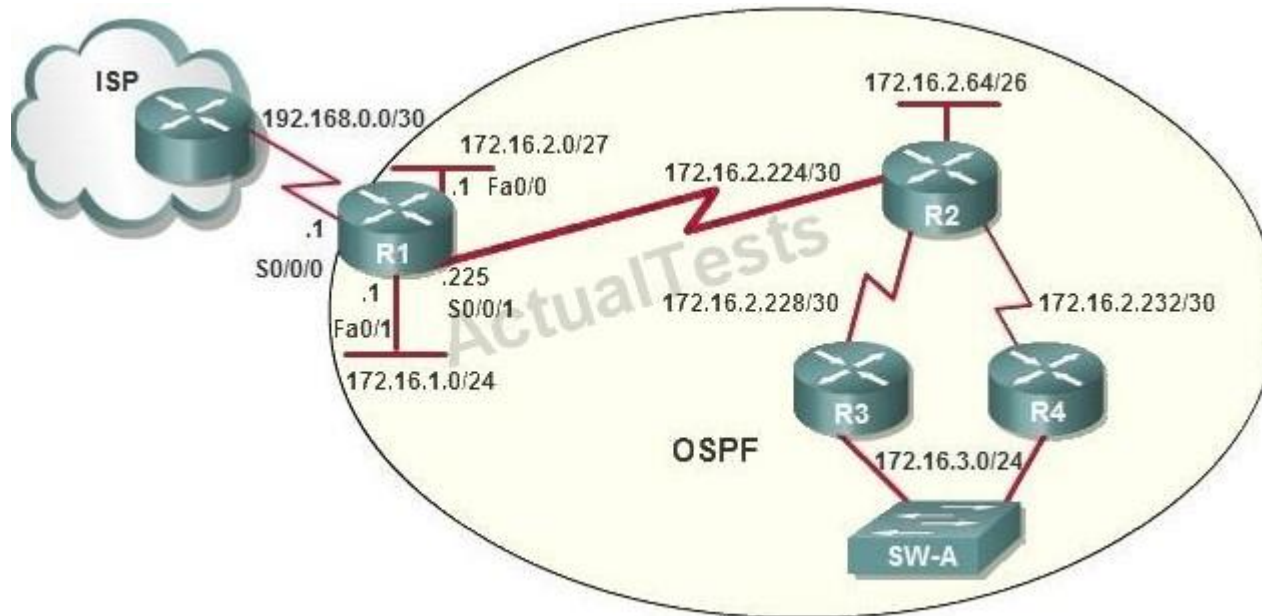 ISP
192.168.0.0/30
172.16.2.0/27
.1 Fa0/0
172.16.2.64/26
172.16.2.224/30
R2
.1
S0/0/0
R1
.1
Fa0/1
.225
S0/0/1
172.16.1.0/24
ActualTests
172.16.2.228/30
172.16.2.232/30
R3
R4
OSPF
172.16.3.0/24
SW-A